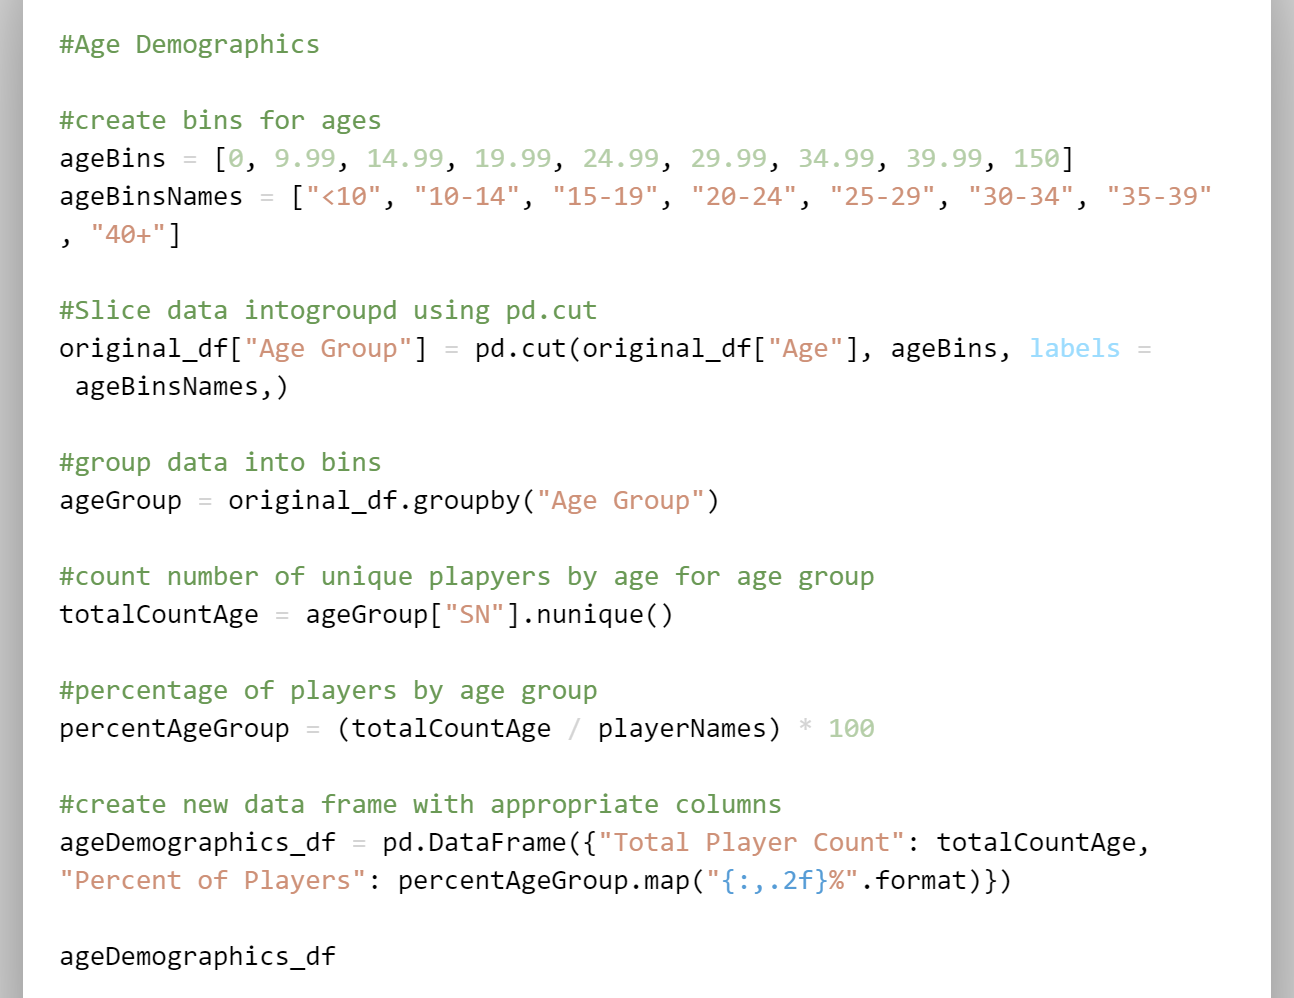 #Age Demographics
#create bins for ages
ageBins = [0, 9.99, 14.99, 19.99, 24.99, 29.99, 34.99, 39.99, 150]
ageBinsNames = ["<10", "10-14", "15-19", "20-24", "25-29", "30-34", "35-39"
, "40+"]
#Slice data intogroupd using pd.cut
original_df["Age Group"] = pd.cut(original_df["Age"], ageBins, labels =
ageBinsNames,)
#group data into bins
ageGroup = original_df.groupby("Age Group")
#count number of unique plapyers by age for age group
totalCountAge = ageGroup["SN"].nunique()
#percentage of players by age group
percentAgeGroup = (totalCountAge / playerNames) * 100
#create new data frame with appropriate columns
ageDemographics_df = pd.DataFrame({"Total Player Count": totalCountAge,
"Percent of Players": percentAgeGroup.map("{:,.2f}%".format)})
ageDemographics_df